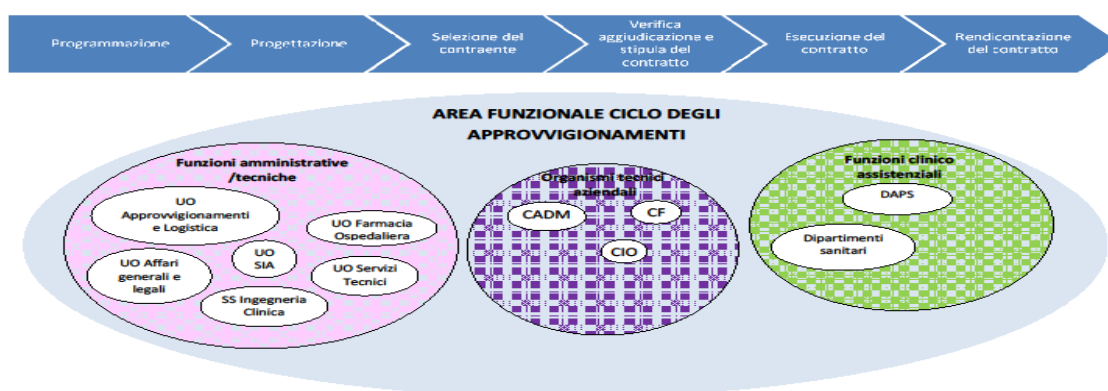 Programmazione
Progettazione
Selezione del
contraente
Verifica
aggiudicazione e
stipula del
contratto
Esecuzione del
contratto
Rendicontazione
del contratto
AREA FUNZIONALE CICLO DEGLI
APPROVVIGIONAMENTI
Funzioni amministrative
/tecniche
UO
Approvvigionamenti
e Logistica
UO Farmacia
Ospedaliera
UO
SIA
UO Affari
generali e
legali
UO Servizi
Tecnici
SS Ingegneria
Clinica
Organismi tecnici
aziendali
CADM
CF
CIO
Funzioni clinico
assistenziali
DAPS
Dipartimenti
sanitari